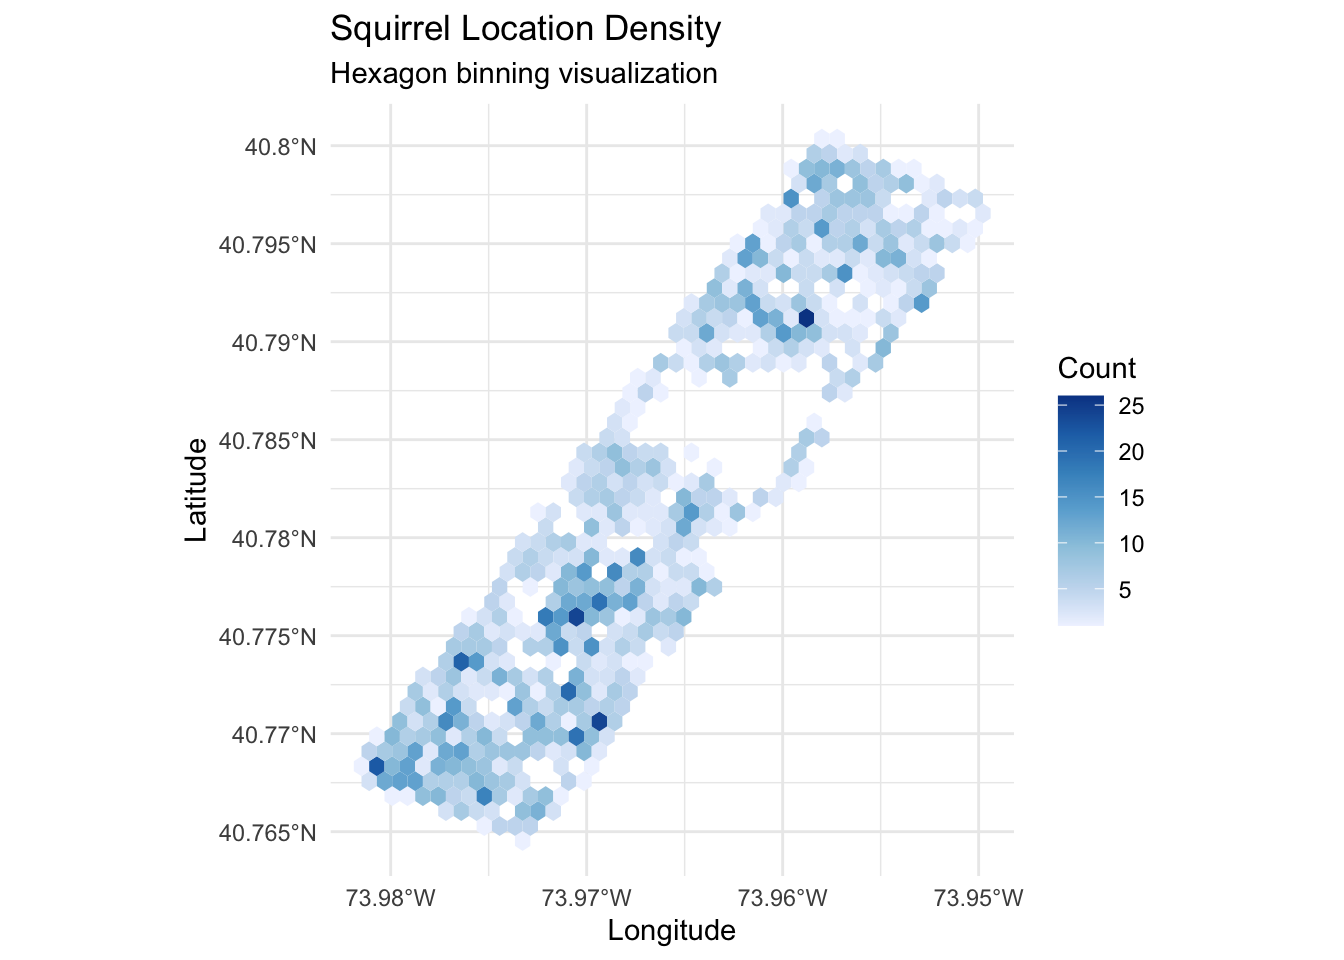 Squirrel Location Density
Hexagon binning visualization
40.8°N
40.795°N
40.79°N
40.785°N
40.78°N
40.775°N
40.77°N
40.765°N
Latitude
73.98°W
73.97°W
73.96°W
73.95°W
Longitude
Count
25
20
15
10
5